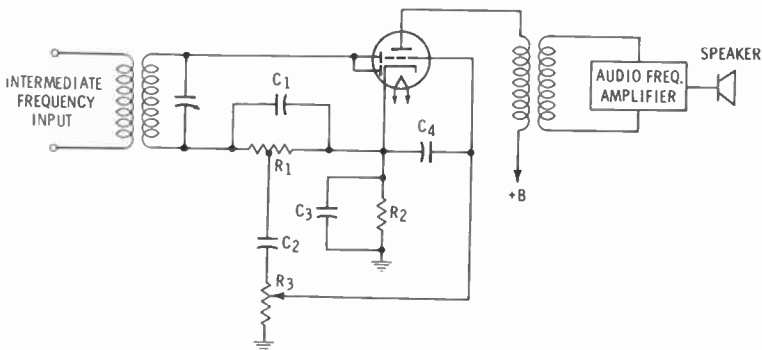 INTERMEDIATE
FREQUENCY
INPUT
C1
R1
C2
R3
C3
R2
C4
+B
AUDIO FREQ.
AMPLIFIER
SPEAKER